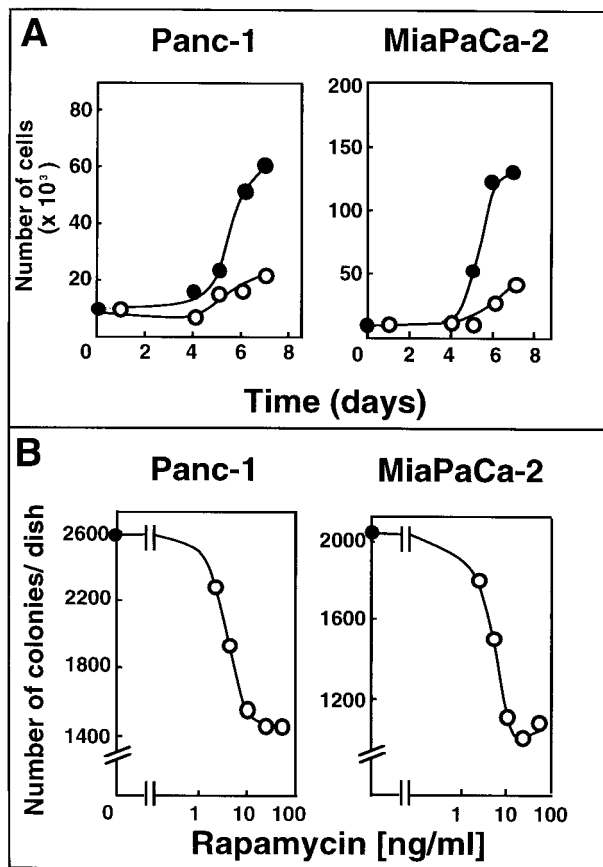 A
Panc-1 MiaPaCa-2
Number of cells
(x 10³)
80
60
40
20
0 2 4 6 8
200
150
100
50
0 2 4 6 8
Time (days)
B
Panc-1 MiaPaCa-2
Number of colonies/ dish
2600
2200
1800
1400
0 1 10 100
2000
1600
1200
1 10 100
Rapamycin [ng/ml]